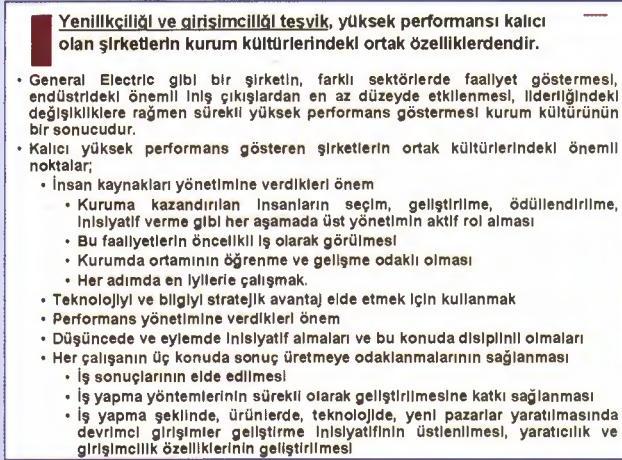 Yenilikçiliği ve girişimciliği teşvik, yüksek performansı kalıcı
olan şirketlerin kurum kültürlerindeki ortak özelliklerdendir.
• General Electric gibi bir şirketin, farklı sektörlerde faaliyet göstermesi,
endüstrideki önemli iniş çıkışlardan en az düzeyde etkilenmesi, liderliğindeki
değişikliklere rağmen sürekli yüksek performans göstermesi kurum kültürünün
bir sonucudur.
• Kalıcı yüksek performans gösteren şirketlerin ortak kültürlerindeki önemli
noktalar;
• İnsan kaynakları yönetimine verdikleri önem
• Kuruma kazandırılan insanların seçim, geliştirilme, ödüllendirilme,
inisiyatif verme gibi her aşamada üst yönetimin aktif rol alması
• Bu faaliyetlerin öncelikli iş olarak görülmesi
• Kurumda ortamının öğrenme ve gelişme odaklı olması
• Her adımda en iyilerle çalışmak.
• Teknolojiyi ve bilgiyi stratejik avantaj elde etmek için kullanmak
• Performans yönetimine verdikleri önem
• Düşüncede ve eylemde inisiyatif almaları ve bu konuda disiplinli olmaları
• Her çalışanın üç konuda sonuç üretmeye odaklanmalarının sağlanması
• İş sonuçlarının elde edilmesi
• İş yapma yöntemlerinin sürekli olarak geliştirilmesine katkı sağlanması
• İş yapma şeklinde, ürünlerde, teknolojide, yeni pazarlar yaratılmasında
devrimci girişimler geliştirme inisiyatifinin üstlenilmesi, yaratıcılık ve
girişimcilik özelliklerinin geliştirilmesi